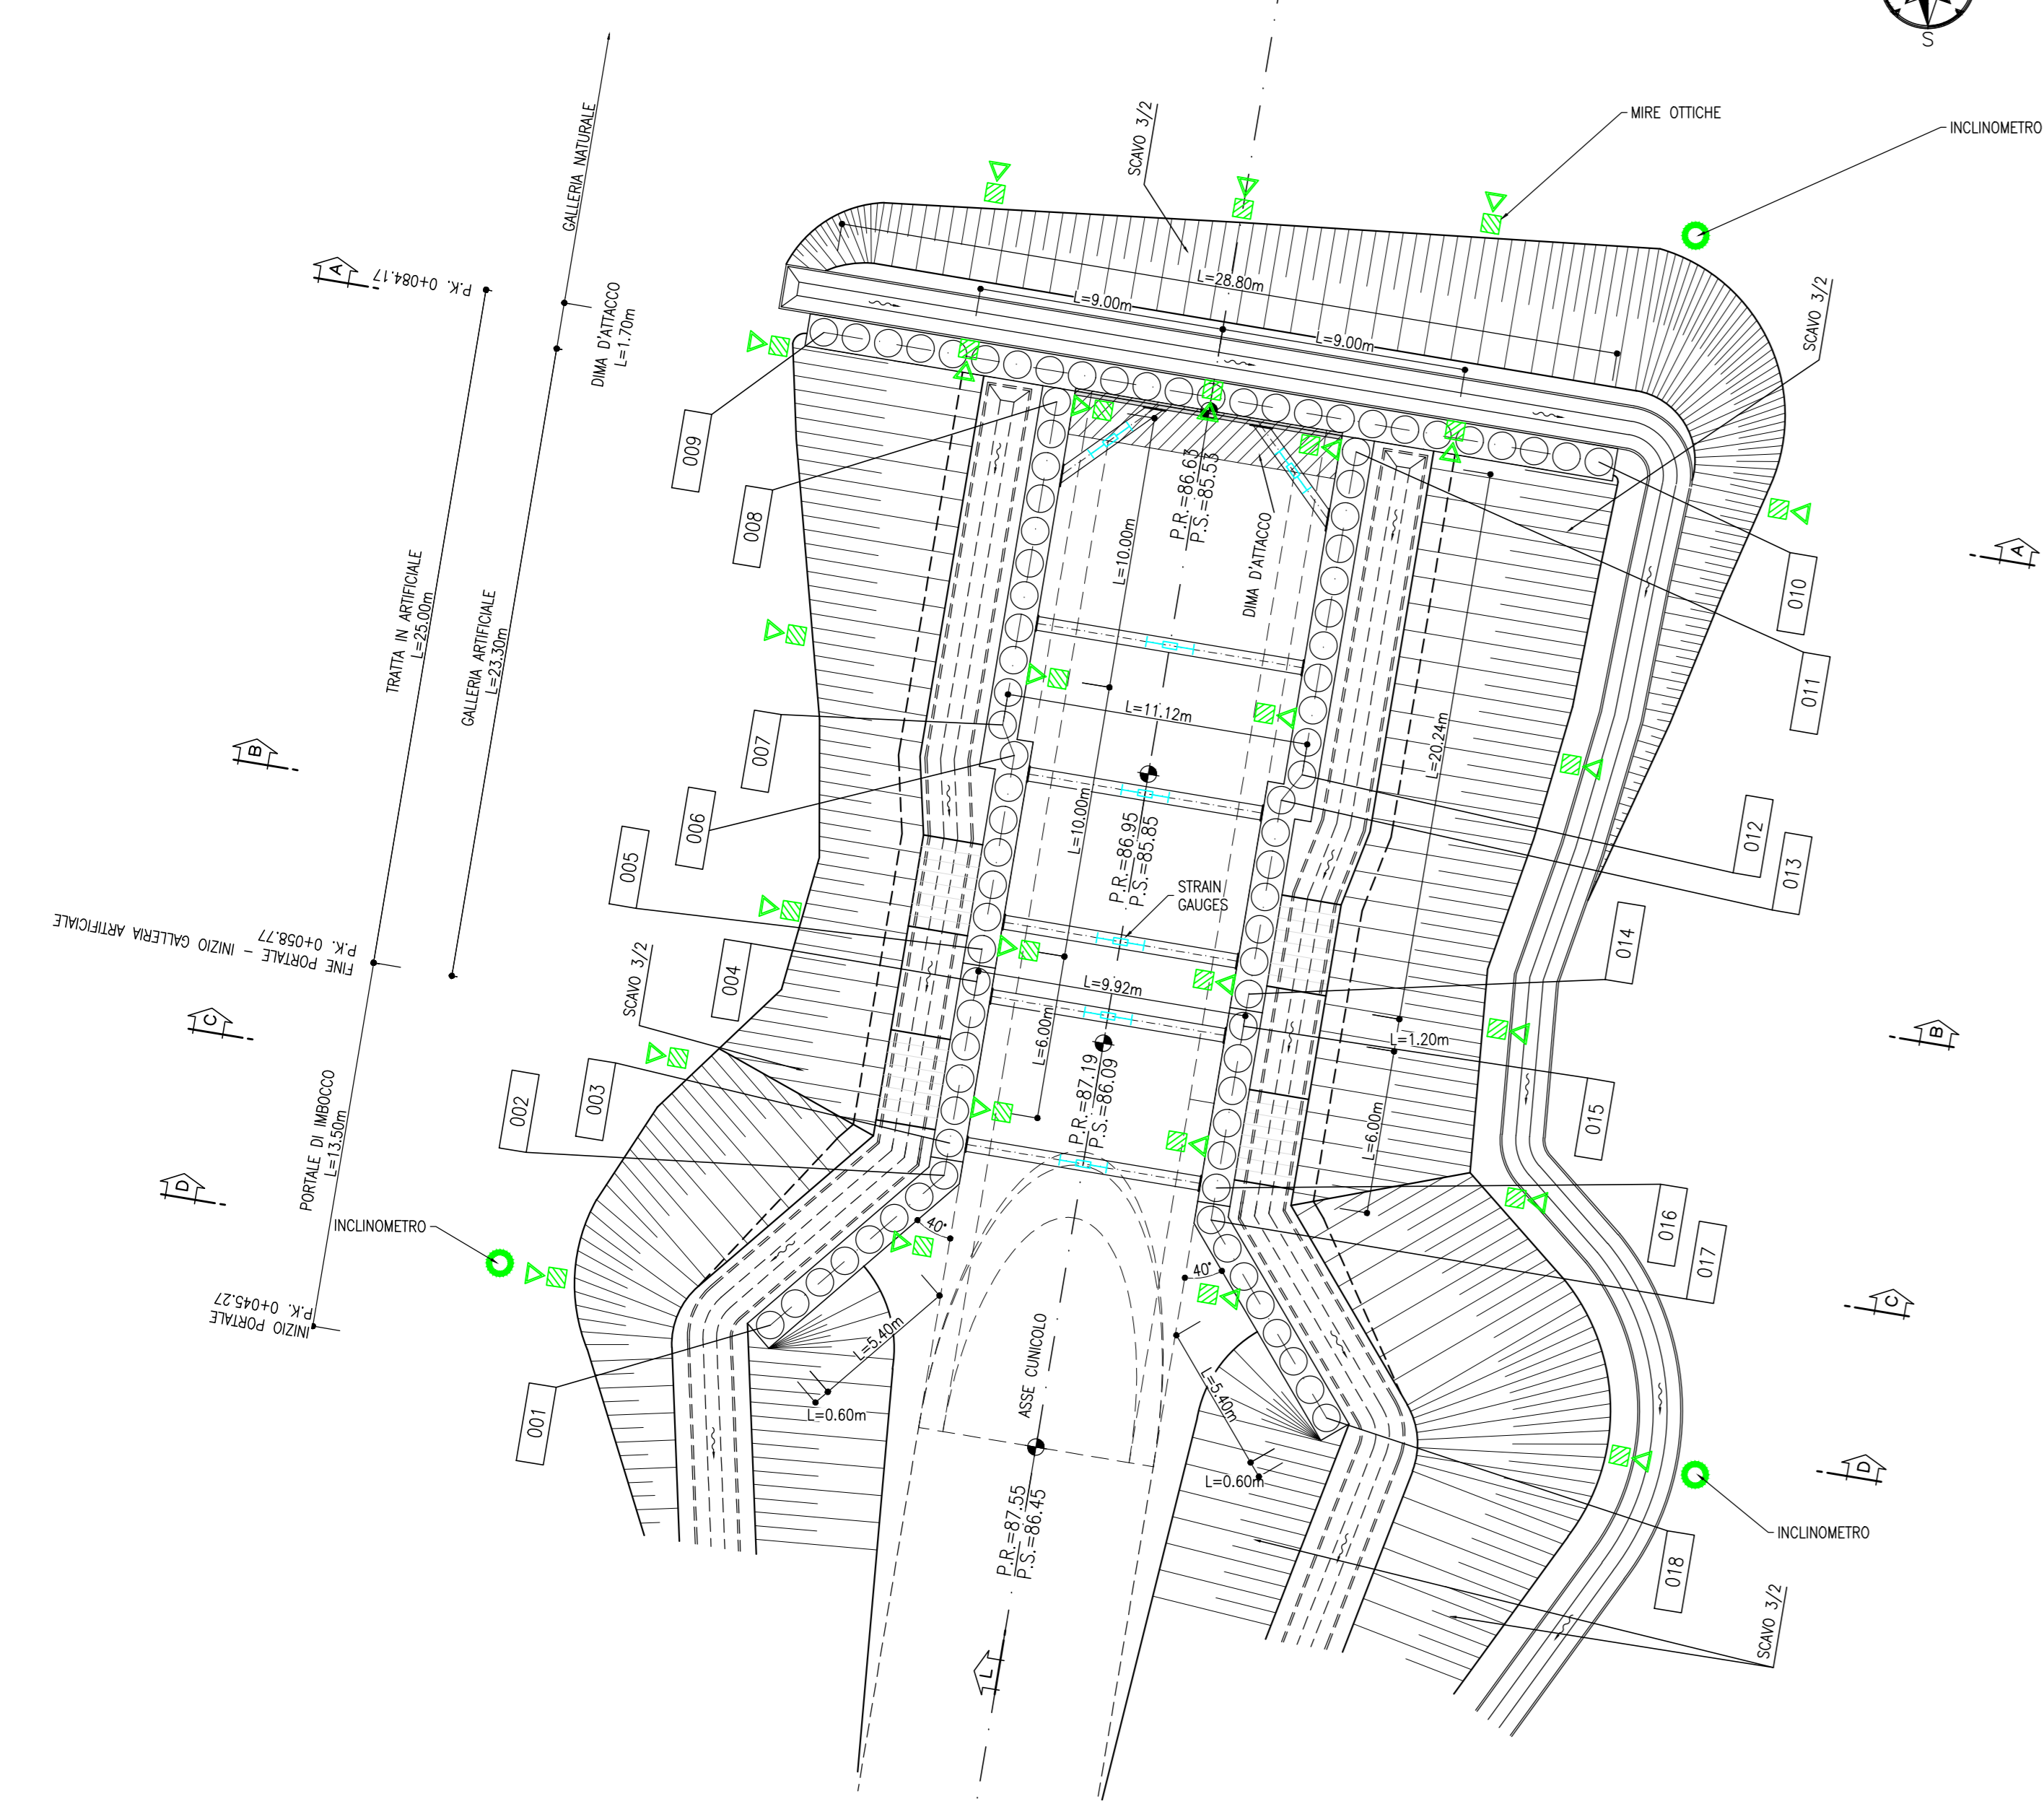 S
MIRE OTTICHE
INCLINOMETRO
SCAVO 3/2
GALLERIA NATURALE
A
P.K. 0+084.17
DIMA D'ATTACCO
L=1.70m
L=28.80m
L=9.00m
L=9.00m
SCAVO 3/2
009
008
P.R.=86.63
P.S.=85.53
L=10.00m
DIMA D'ATTACCO
A
010
011
TRATTA IN ARTIFICIALE
L=25.00m
GALLERIA ARTIFICIALE
L=23.30m
B
007
L=11.12m
L=20.24m
006
005
L=10.00m
P.R.=86.95
P.S.=85.85
STRAIN
GAUGES
012
013
FINE PORTALE - INIZIO GALLERIA ARTIFICIALE
P.K. 0+058.77
004
SCAVO 3/2
L=9.92m
014
C
L=6.00m
L=1.20m
B
P.R.=87.19
P.S.=86.09
002
003
L=6.00m
015
PORTALE DI IMBOCCO
L=13.50m
D
INCLINOMETRO
40°
016
017
40°
INIZIO PORTALE
P.K. 0+045.27
C
L=5.40m
ASSE CUNICOLO
L=5.40m
001
L=0.60m
L=0.60m
D
INCLINOMETRO
P.R.=87.55
P.S.=86.45
018
SCAVO 3/2
L